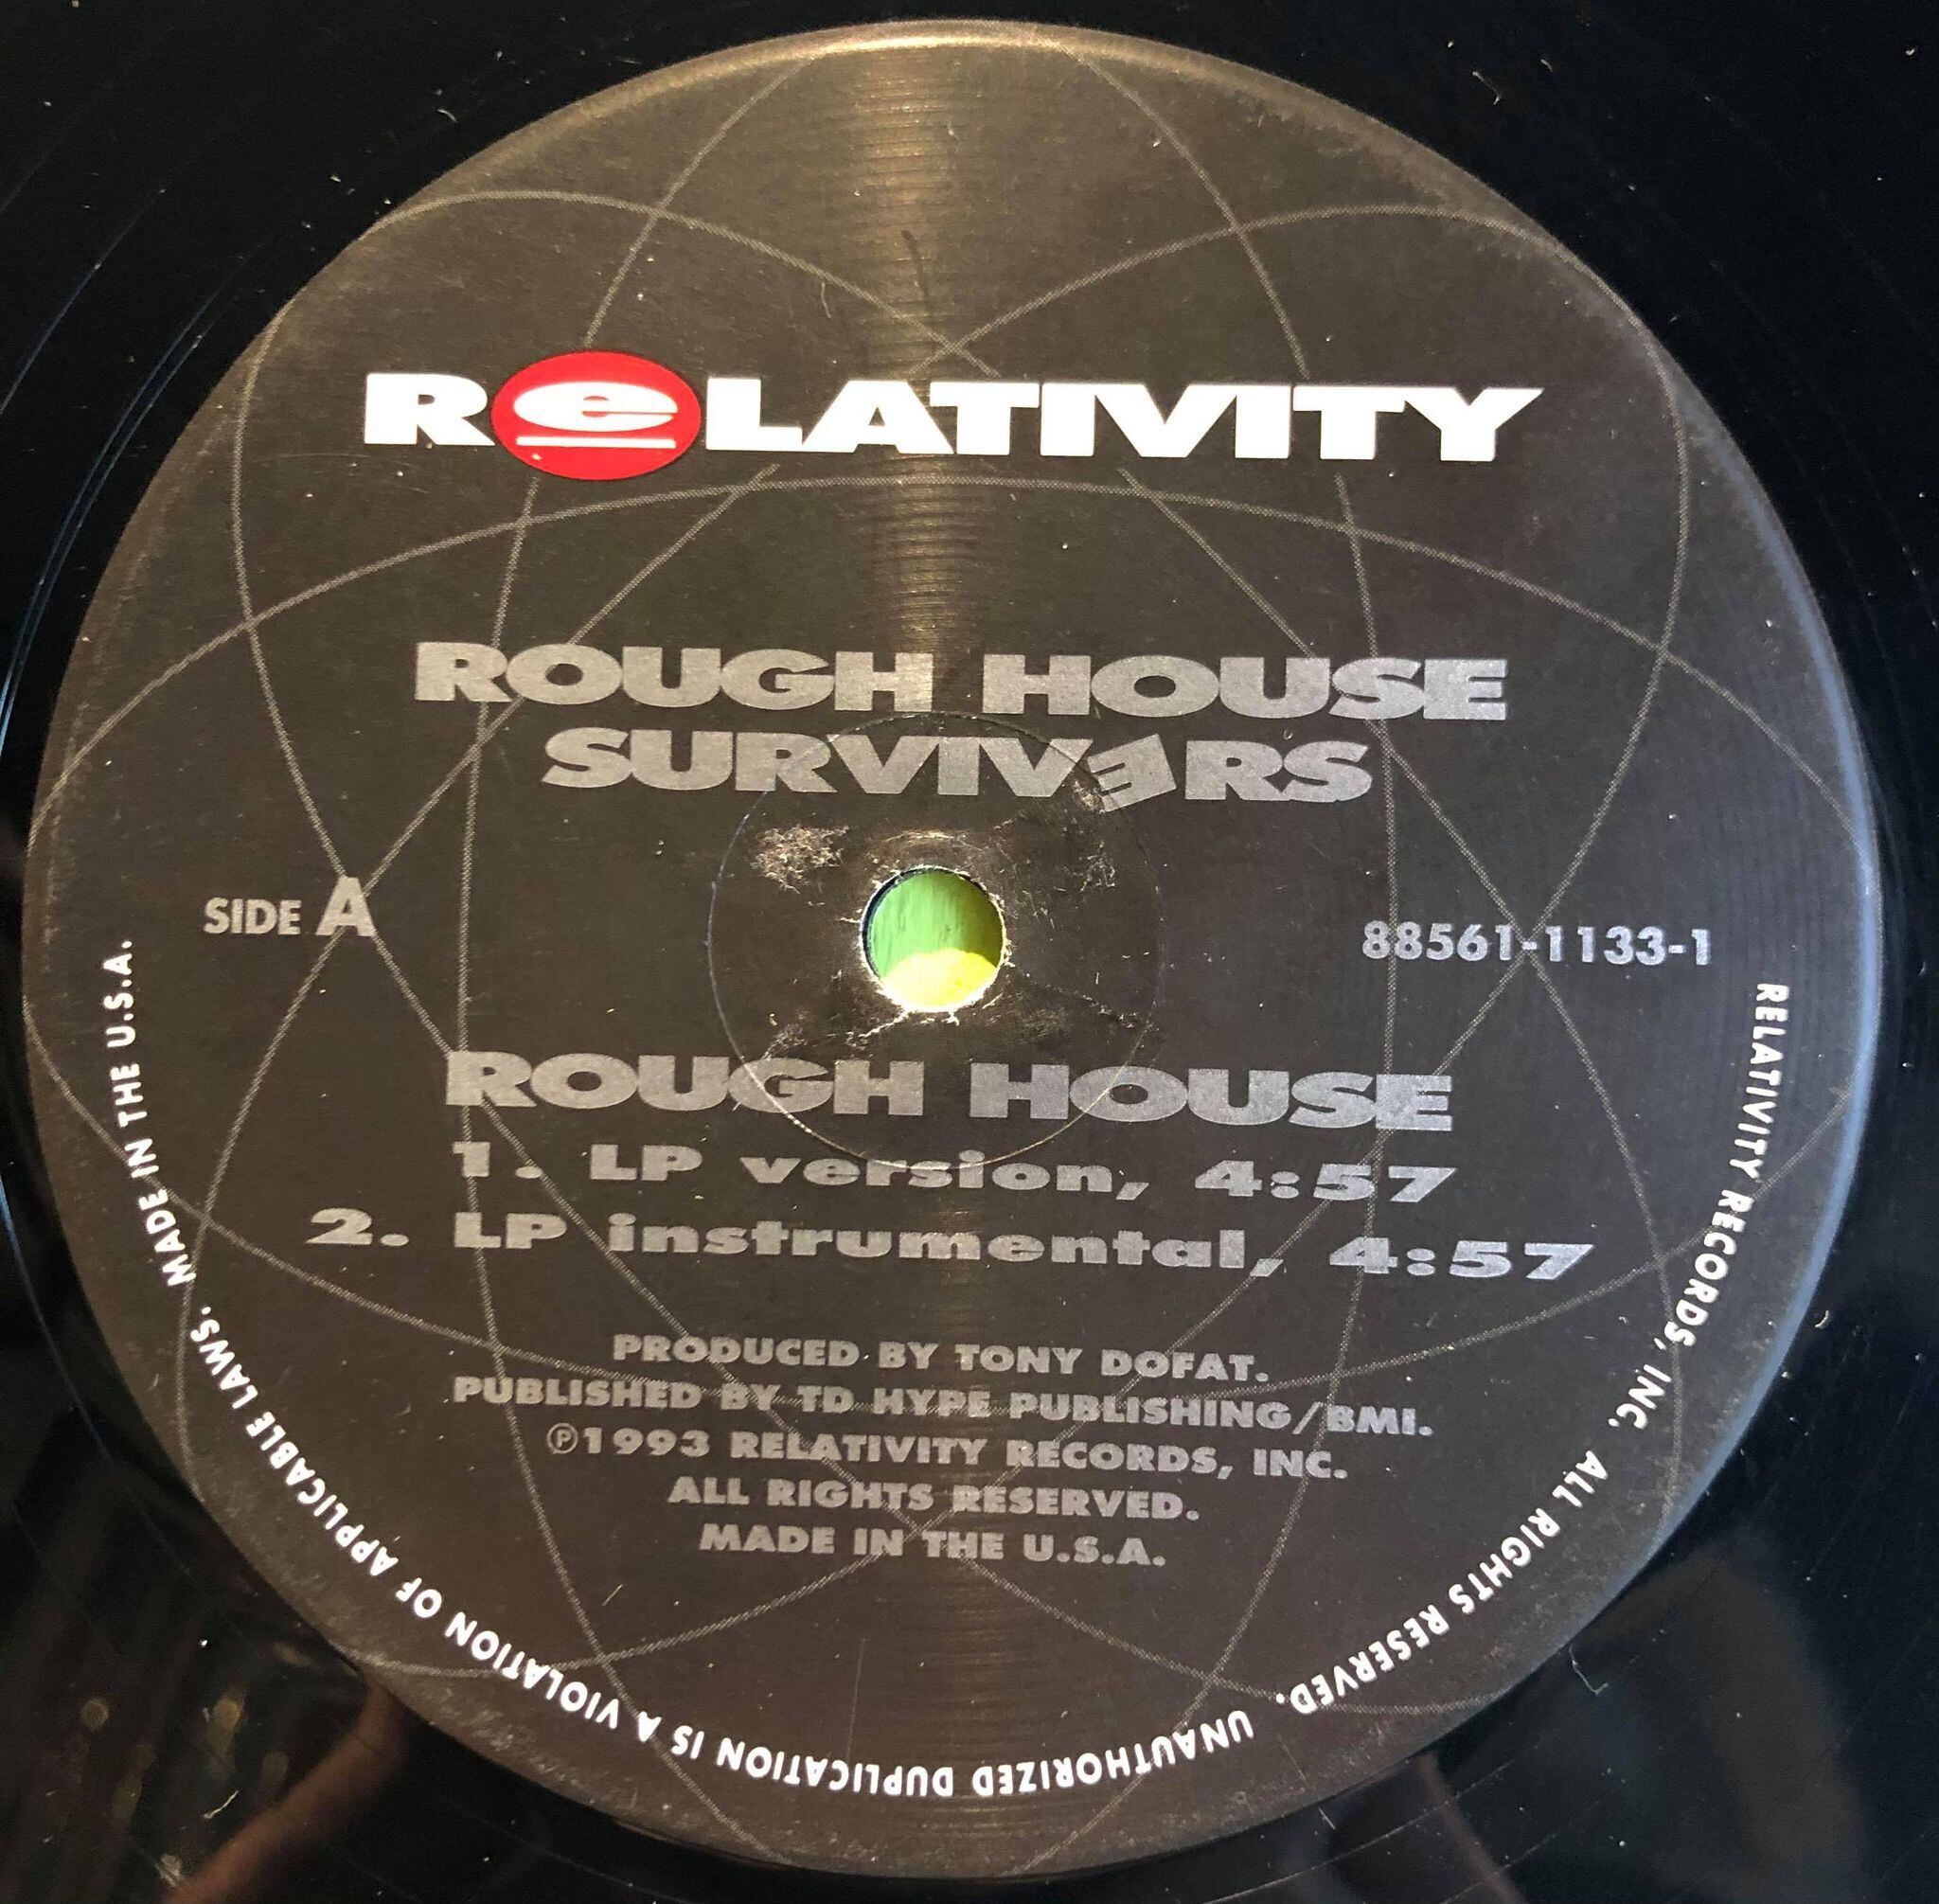 ReLATIVITY
ROUGH HOUSE
SURVIVERS
SIDE A
88561-1133-1
ROUGH HOUSE
1. LP version, 4:57
2. LP instrumental, 4:57
PRODUCED BY TONY DOFAT.
PUBLISHED BY TD HYPE PUBLISHING/BMI.
℗1993 RELATIVITY RECORDS, INC.
ALL RIGHTS RESERVED.
MADE IN THE U.S.A.
RELATIVITY RECORDS, INC. ALL RIGHTS RESERVED. UNAUTHORIZED DUPLICATION IS A VIOLATION OF APPLICABLE LAWS. MADE IN THE U.S.A.